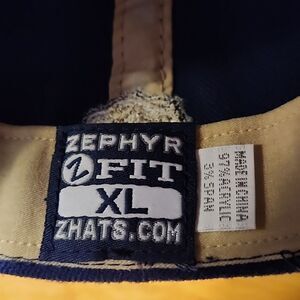 ZEPHYR
Z FIT
XL
ZHATS.COM
MADE IN CHINA
97% ACRYLIC
3% SPAN